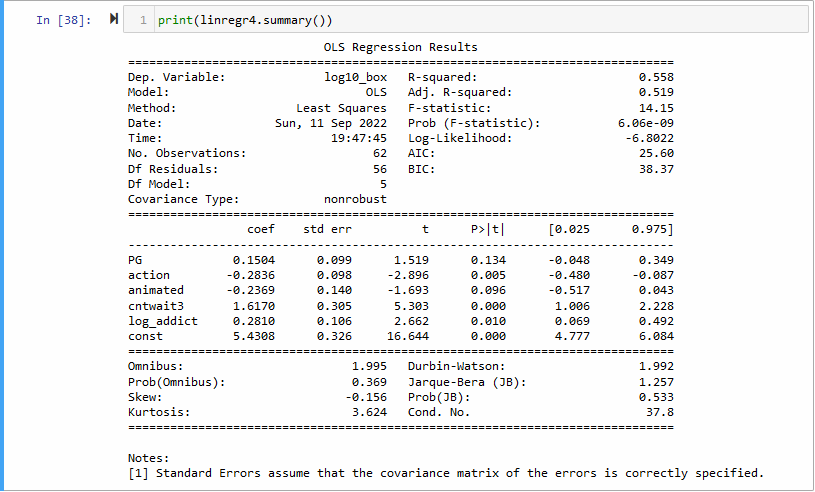 In [38]: 1 print(linregr4.summary())
OLS Regression Results
==============================================================================
Dep. Variable: log10_box R-squared: 0.558
Model: OLS Adj. R-squared: 0.519
Method: Least Squares F-statistic: 14.15
Date: Sun, 11 Sep 2022 Prob (F-statistic): 6.06e-09
Time: 19:47:45 Log-Likelihood: -6.8022
No. Observations: 62 AIC: 25.60
Df Residuals: 56 BIC: 38.37
Df Model: 5
Covariance Type: nonrobust
==============================================================================
coef std err t P>|t| [0.025 0.975]
------------------------------------------------------------------------------
PG 0.1504 0.099 1.519 0.134 -0.048 0.349
action -0.2836 0.098 -2.896 0.005 -0.480 -0.087
animated -0.2369 0.140 -1.693 0.096 -0.517 0.043
cntwait3 1.6170 0.305 5.303 0.000 1.006 2.228
log_addict 0.2810 0.106 2.662 0.010 0.069 0.492
const 5.4308 0.326 16.644 0.000 4.777 6.084
==============================================================================
Omnibus: 1.995 Durbin-Watson: 1.992
Prob(Omnibus): 0.369 Jarque-Bera (JB): 1.257
Skew: -0.156 Prob(JB): 0.533
Kurtosis: 3.624 Cond. No. 37.8
==============================================================================
Notes:
[1] Standard Errors assume that the covariance matrix of the errors is correctly specified.